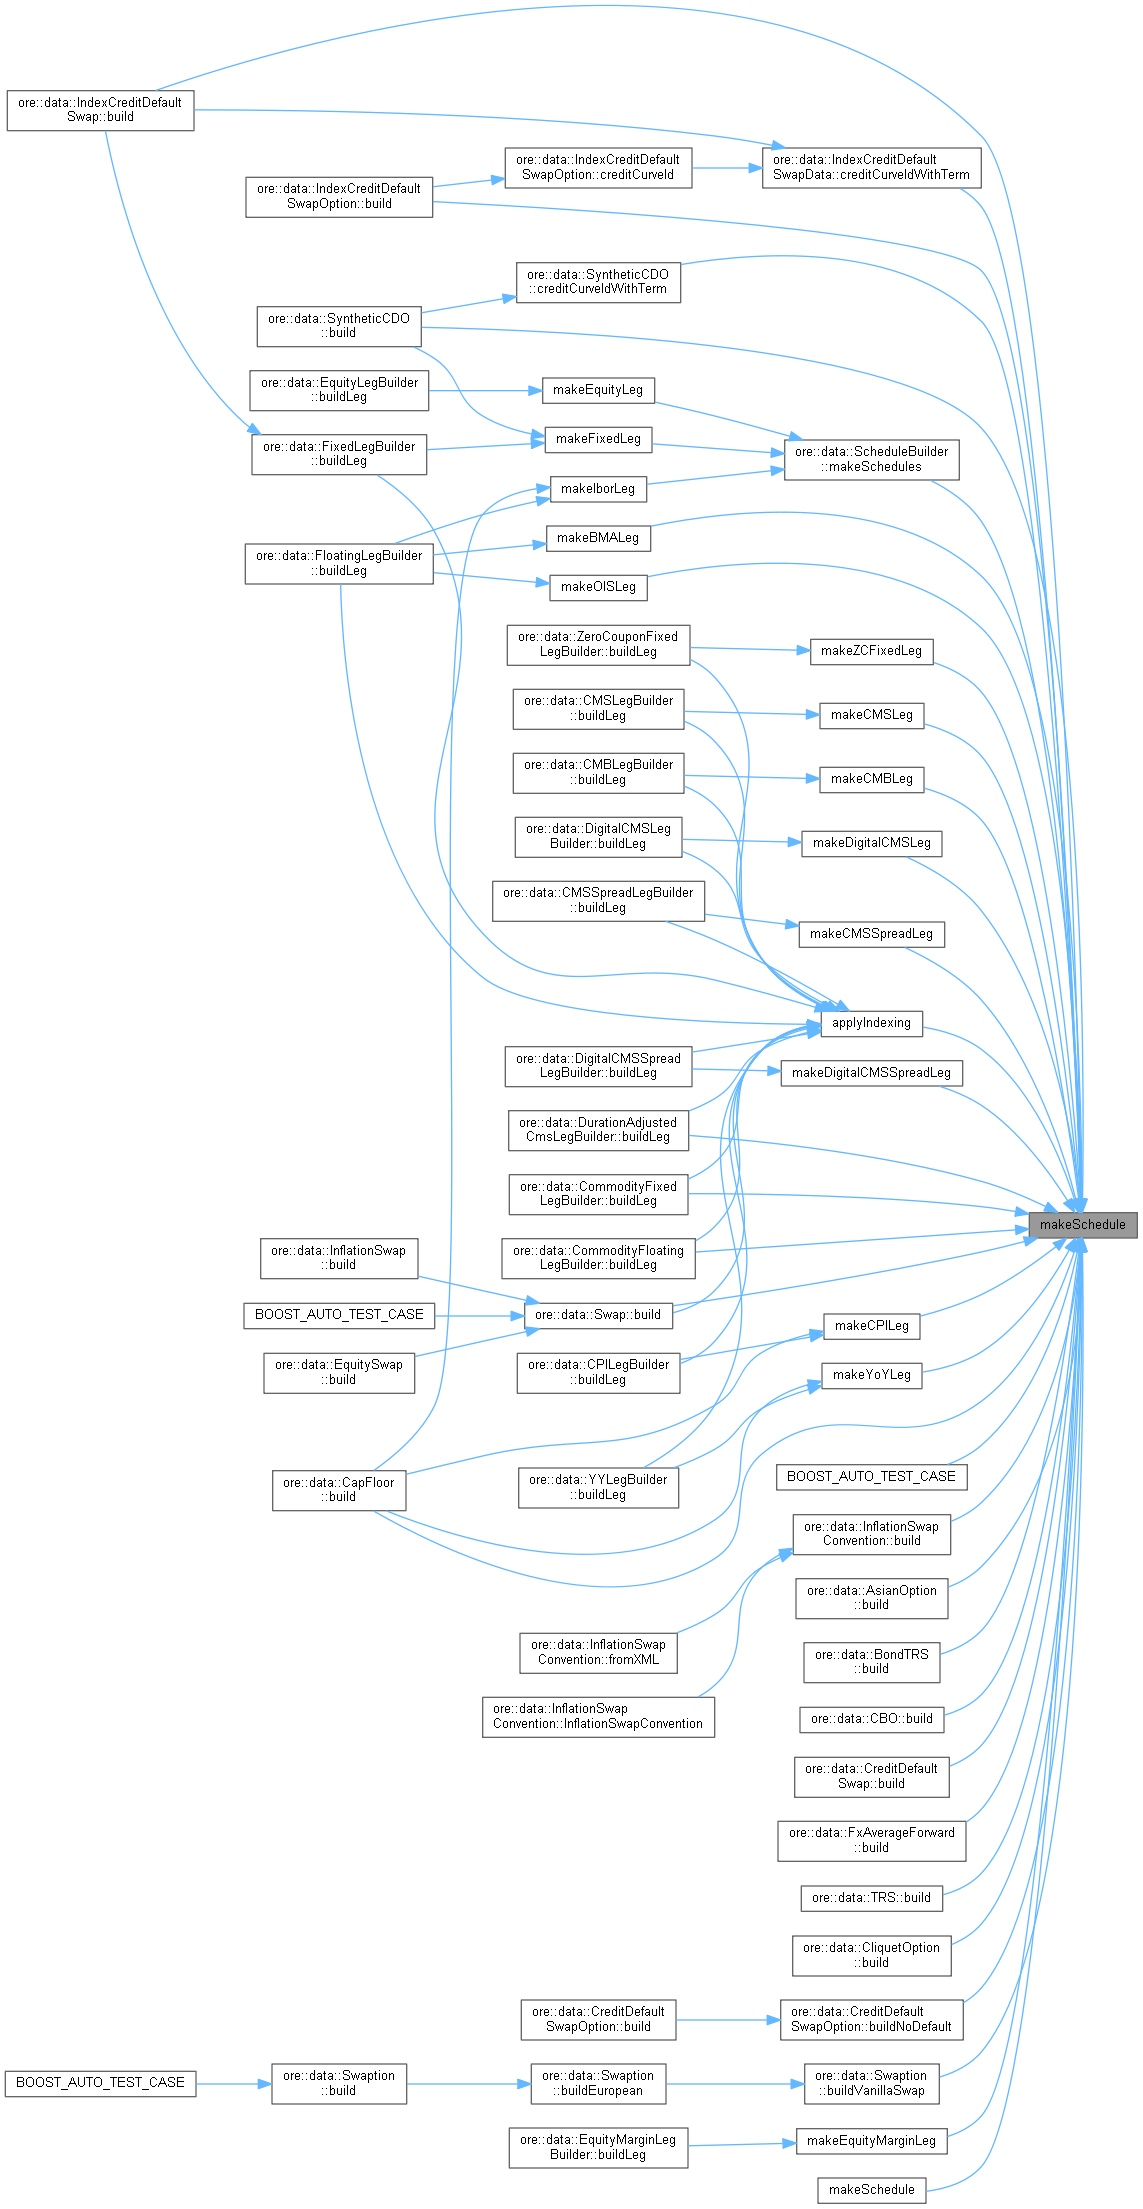 ore::data::IndexCreditDefault
Swap::build
ore::data::IndexCreditDefault
SwapOption::creditCurveId
ore::data::IndexCreditDefault
SwapData::creditCurveIdWithTerm
ore::data::IndexCreditDefault
SwapOption::build
ore::data::SyntheticCDO
::creditCurveIdWithTerm
ore::data::SyntheticCDO
::build
ore::data::EquityLegBuilder
::buildLeg
makeEquityLeg
ore::data::FixedLegBuilder
::buildLeg
makeFixedLeg
ore::data::ScheduleBuilder
::makeSchedules
makeIborLeg
makeBMALeg
ore::data::FloatingLegBuilder
::buildLeg
makeOISLeg
ore::data::ZeroCouponFixed
LegBuilder::buildLeg
makeZCFixedLeg
ore::data::CMSLegBuilder
::buildLeg
makeCMSLeg
ore::data::CMBLegBuilder
::buildLeg
makeCMBLeg
ore::data::DigitalCMSLeg
Builder::buildLeg
makeDigitalCMSLeg
ore::data::CMSSpreadLegBuilder
::buildLeg
makeCMSSpreadLeg
applyIndexing
ore::data::DigitalCMSSpread
LegBuilder::buildLeg
makeDigitalCMSSpreadLeg
ore::data::DurationAdjusted
CmsLegBuilder::buildLeg
ore::data::CommodityFixed
LegBuilder::buildLeg
makeSchedule
ore::data::InflationSwap
::build
ore::data::CommodityFloating
LegBuilder::buildLeg
BOOST_AUTO_TEST_CASE
ore::data::Swap::build
makeCPILeg
ore::data::EquitySwap
::build
ore::data::CPILegBuilder
::buildLeg
makeYoYLeg
ore::data::CapFloor
::build
ore::data::YYLegBuilder
::buildLeg
BOOST_AUTO_TEST_CASE
ore::data::InflationSwap
Convention::build
ore::data::AsianOption
::build
ore::data::InflationSwap
Convention::fromXML
ore::data::BondTRS
::build
ore::data::InflationSwap
Convention::InflationSwapConvention
ore::data::CBO::build
ore::data::CreditDefault
Swap::build
ore::data::FxAverageForward
::build
ore::data::TRS::build
ore::data::CliquetOption
::build
ore::data::CreditDefault
SwapOption::build
ore::data::CreditDefault
SwapOption::buildNoDefault
BOOST_AUTO_TEST_CASE
ore::data::Swaption
::build
ore::data::Swaption
::buildEuropean
ore::data::Swaption
::buildVanillaSwap
ore::data::EquityMarginLeg
Builder::buildLeg
makeEquityMarginLeg
makeSchedule